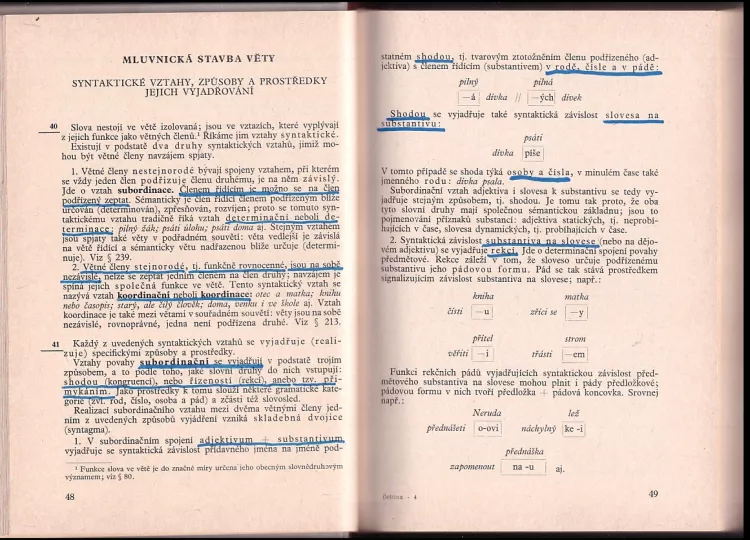 MLUVNICKÁ STAVBA VĚTY
SYNTAKTICKÉ VZTAHY, ZPŮSOBY A PROSTŘEDKY
JEJICH VYJADŘOVÁNÍ
40 Slova nestojí ve větě izolovaná; jsou ve vztazích, které vyplývají
z jejich funkce jako větných členů.¹ Říkáme jim vztahy syntaktické.
Existují v podstatě dva druhy syntaktických vztahů, jimiž mo-
hou být větné členy navzájem spjaty.
1. Větné členy nestejnorodé bývají spojeny vztahem, při kterém
se vždy jeden člen podřizuje členu druhému, je na něm závislý.
Jde o vztah subordinace. Členem řídícím je možno se na člen
podřízený zeptat. Sémanticky je člen řídící členem podřízeným blíže
určován (determinován), zpřesňován, rozvíjen; proto se tomuto syn-
taktickému vztahu tradičně říká vztah determinační neboli de-
terminace: pilný žák; psáti úlohu; psáti doma aj. Stejným vztahem
jsou spjaty také věty v podřadném souvětí: věta vedlejší je závislá
na větě řídící a sémanticky větu nadřazenou blíže určuje (determi-
nuje). Viz § 239.
2. Větné členy stejnorodé, tj. funkčně rovnocenné, jsou na sobě
nezávislé, nelze se zeptat jedním členem na člen druhý; navzájem je
spíná jejich společná funkce ve větě. Tento syntaktický vztah se
nazývá vztah koordinační neboli koordinace: otec a matka; knihu
nebo časopis; starý, ale čilý člověk; doma, venku i ve škole aj. Vztah
koordinace je také mezi větami v souřadném souvětí: věty jsou na sobě
nezávislé, rovnoprávné, jedna není podřízena druhé. Viz § 213.
41 Každý z uvedených syntaktických vztahů se vyjadřuje (reali-
zuje) specifickými způsoby a prostředky.
Vztahy povahy subordinační se vyjadřují v podstatě trojím
způsobem, a to podle toho, jaké slovní druhy do nich vstupují:
shodou (kongruencí), nebo řízeností (rekcí), anebo tzv. při-
mykáním. Jako prostředky k tomu slouží některé gramatické kate-
gorie (zvl. rod, číslo, osoba a pád) a zčásti též slovosled.
Realizací subordinačního vztahu mezi dvěma větnými členy jed-
ním z uvedených způsobů vyjádření vzniká skladebná dvojice
(syntagma).
1. V subordinačním spojení adjektivum + substantivum
vyjadřuje se syntaktická závislost přídavného jména na jméně pod-
¹ Funkce slova ve větě je do značné míry určena jeho obecným slovnědruhovým
významem; viz § 80.
48
statném shodou, tj. tvarovým ztotožněním členu podřízeného (ad-
jektiva) s členem řídícím (substantivem) v rodě, čísle a v pádě:
pilný pilná
—á dívka // —ých dívek
Shodou se vyjadřuje také syntaktická závislost slovesa na
substantivu:
psáti
dívka píše
V tomto případě se shoda týká osoby a čísla, v minulém čase také
jmenného rodu: dívka psala.
Subordinační vztah adjektiva i slovesa k substantivu se tedy vy-
jadřuje stejným způsobem, tj. shodou. Je tomu tak proto, že oba
tyto slovní druhy mají společnou sémantickou základnu; jsou to
pojmenování příznaků substancí: adjektiva statických, tj. neprobí-
hajících v čase, slovesa dynamických, tj. probíhajících v čase.
2. Syntaktická závislost substantiva na slovese (nebo na dějo-
vém adjektivu) se vyjadřuje rekcí. Jde o determinační spojení povahy
předmětové. Rekce záleží v tom, že sloveso určuje podřízenému
substantivu jeho pádovou formu. Pád se tak stává prostředkem
signalizujícím závislost substantiva na slovese; např.:
kniha matka
čísti —u zříci se —y
přítel strom
věřiti —i třásti —em
Funkci rekčních pádů vyjadřujících syntaktickou závislost před-
mětového substantiva na slovese mohou plnit i pády předložkové;
pádovou formu v nich tvoří předložka + pádová koncovka. Srovnej
např.:
Neruda lež
přednášeti o-ovi náchylný ke -i
přednáška
zapomenout na -u aj.
Čeština - 4
49